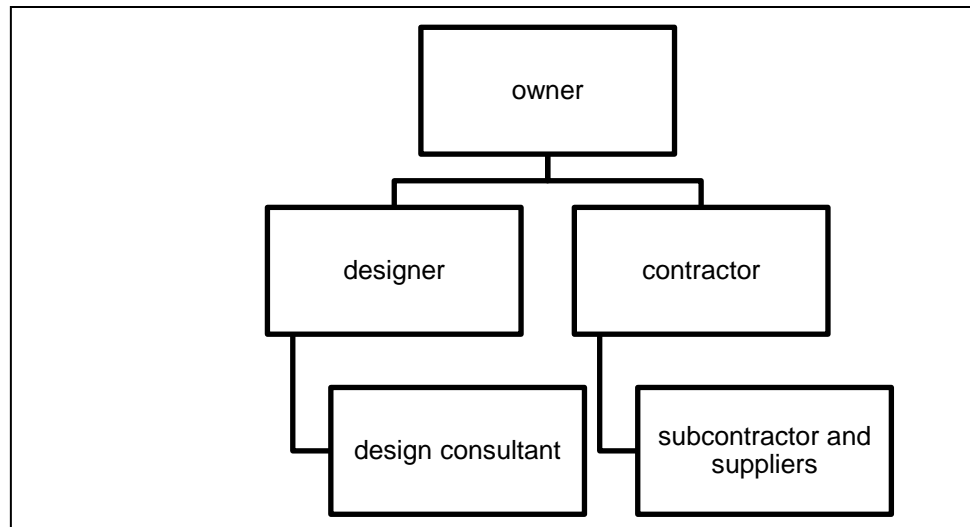 owner
designer
contractor
design consultant
subcontractor and
suppliers